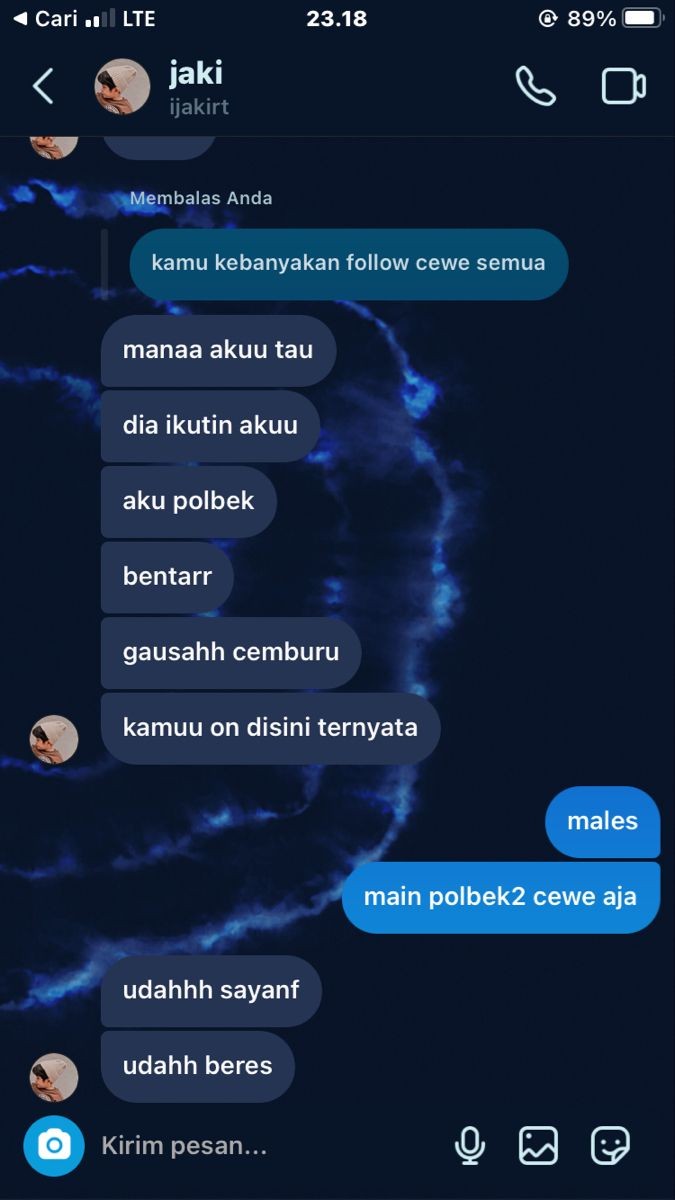 Cari LTE 23.18 89%
jaki
ijakirt
Membalas Anda
kamu kebanyakan follow cewe semua
manaa akuu tau
dia ikutin akuu
aku polbek
bentarr
gausahh cemburu
kamuu on disini ternyata
males
main polbek2 cewe aja
udahhh sayanf
udahh beres
Kirim pesan...